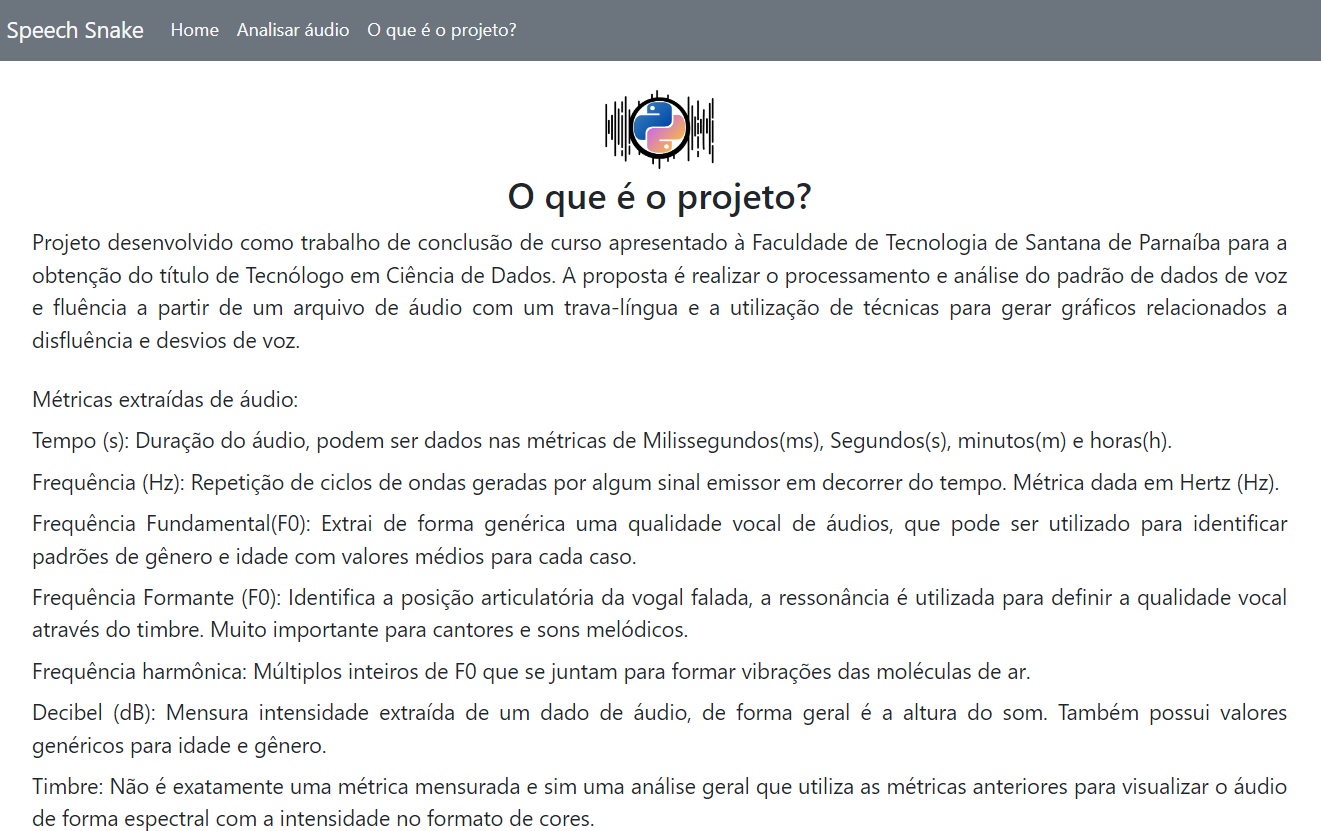 Speech Snake Home Analisar áudio O que é o projeto?
O que é o projeto?
Projeto desenvolvido como trabalho de conclusão de curso apresentado à Faculdade de Tecnologia de Santana de Parnaíba para a
obtenção do título de Tecnólogo em Ciência de Dados. A proposta é realizar o processamento e análise do padrão de dados de voz
e fluência a partir de um arquivo de áudio com um trava-língua e a utilização de técnicas para gerar gráficos relacionados a
disfluência e desvios de voz.
Métricas extraídas de áudio:
Tempo (s): Duração do áudio, podem ser dados nas métricas de Milissegundos(ms), Segundos(s), minutos(m) e horas(h).
Frequência (Hz): Repetição de ciclos de ondas geradas por algum sinal emissor em decorrer do tempo. Métrica dada em Hertz (Hz).
Frequência Fundamental(F0): Extrai de forma genérica uma qualidade vocal de áudios, que pode ser utilizado para identificar
padrões de gênero e idade com valores médios para cada caso.
Frequência Formante (F0): Identifica a posição articulatória da vogal falada, a ressonância é utilizada para definir a qualidade vocal
através do timbre. Muito importante para cantores e sons melódicos.
Frequência harmônica: Múltiplos inteiros de F0 que se juntam para formar vibrações das moléculas de ar.
Decibel (dB): Mensura intensidade extraída de um dado de áudio, de forma geral é a altura do som. Também possui valores
genéricos para idade e gênero.
Timbre: Não é exatamente uma métrica mensurada e sim uma análise geral que utiliza as métricas anteriores para visualizar o áudio
de forma espectral com a intensidade no formato de cores.